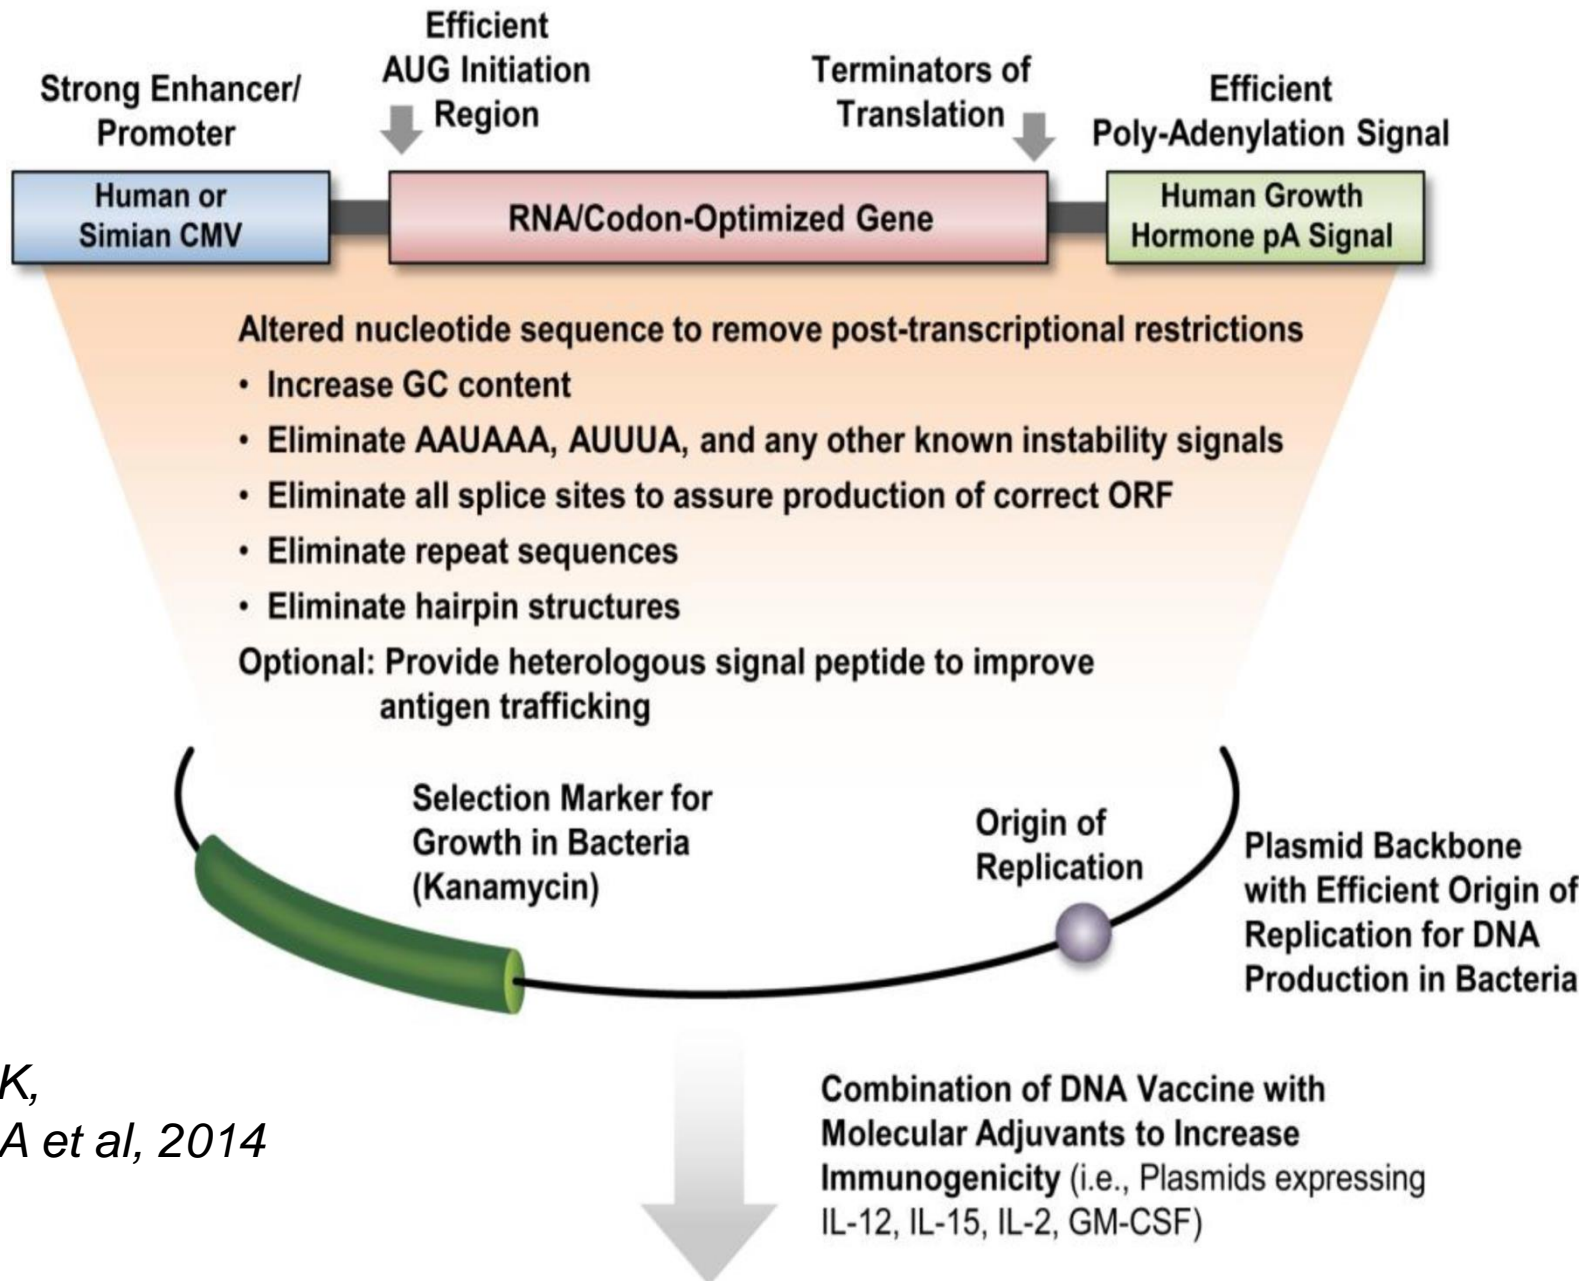 Strong Enhancer/
Promoter
Efficient
AUG Initiation
Region
Terminators of
Translation
Efficient
Poly-Adenylation Signal
Human or
Simian CMV
RNA/Codon-Optimized Gene
Human Growth
Hormone pA Signal
Altered nucleotide sequence to remove post-transcriptional restrictions
• Increase GC content
• Eliminate AAUAAA, AUUUA, and any other known instability signals
• Eliminate all splice sites to assure production of correct ORF
• Eliminate repeat sequences
• Eliminate hairpin structures
Optional: Provide heterologous signal peptide to improve
antigen trafficking
Selection Marker for
Growth in Bacteria
(Kanamycin)
Origin of
Replication
Plasmid Backbone
with Efficient Origin of
Replication for DNA
Production in Bacteria
K,
A et al, 2014
Combination of DNA Vaccine with
Molecular Adjuvants to Increase
Immunogenicity (i.e., Plasmids expressing
IL-12, IL-15, IL-2, GM-CSF)